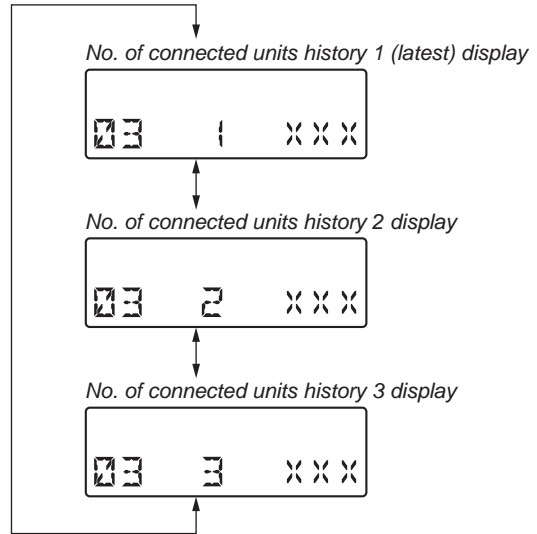 No. of connected units history 1 (latest) display
03 1 XXX
No. of connected units history 2 display
03 2 XXX
No. of connected units history 3 display
03 3 XXX